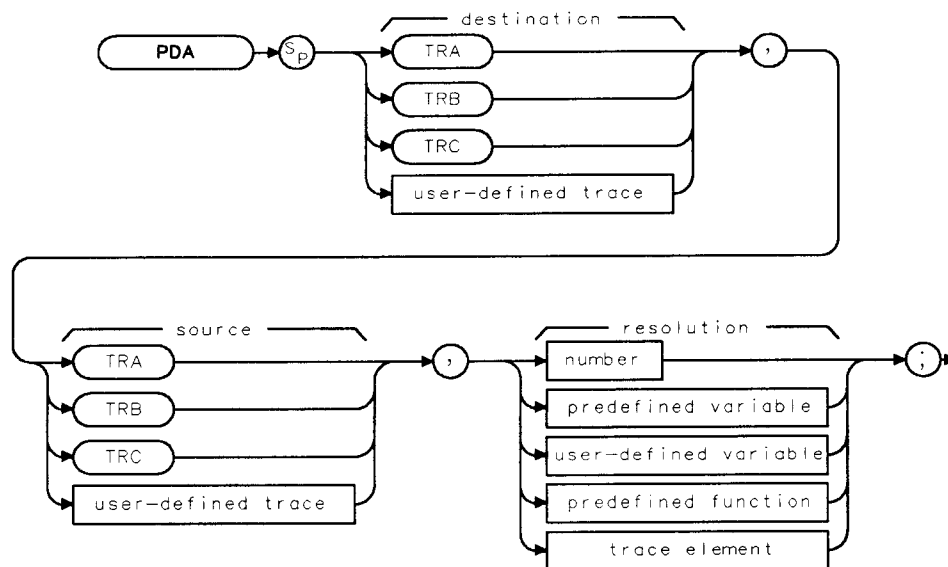 destination
PDA SP TRA ,
TRB
TRC
user-defined trace
source
TRA ,
TRB
TRC
user-defined trace
resolution
number ;
predefined variable
user-defined variable
predefined function
trace element